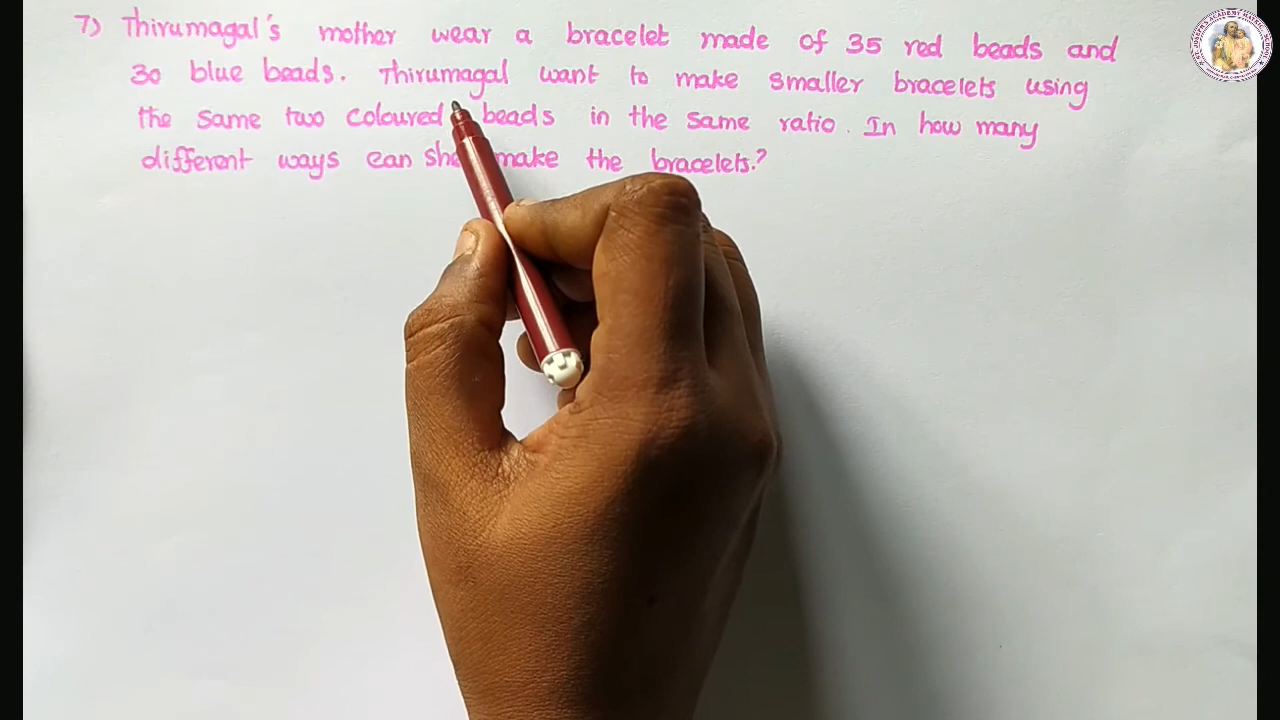 7) Thirumagal's mother wear a bracelet made of 35 red beads and
30 blue beads. Thirumagal want to make smaller bracelets using
the same two coloured beads in the same ratio. In how many
different ways can she make the bracelets.?